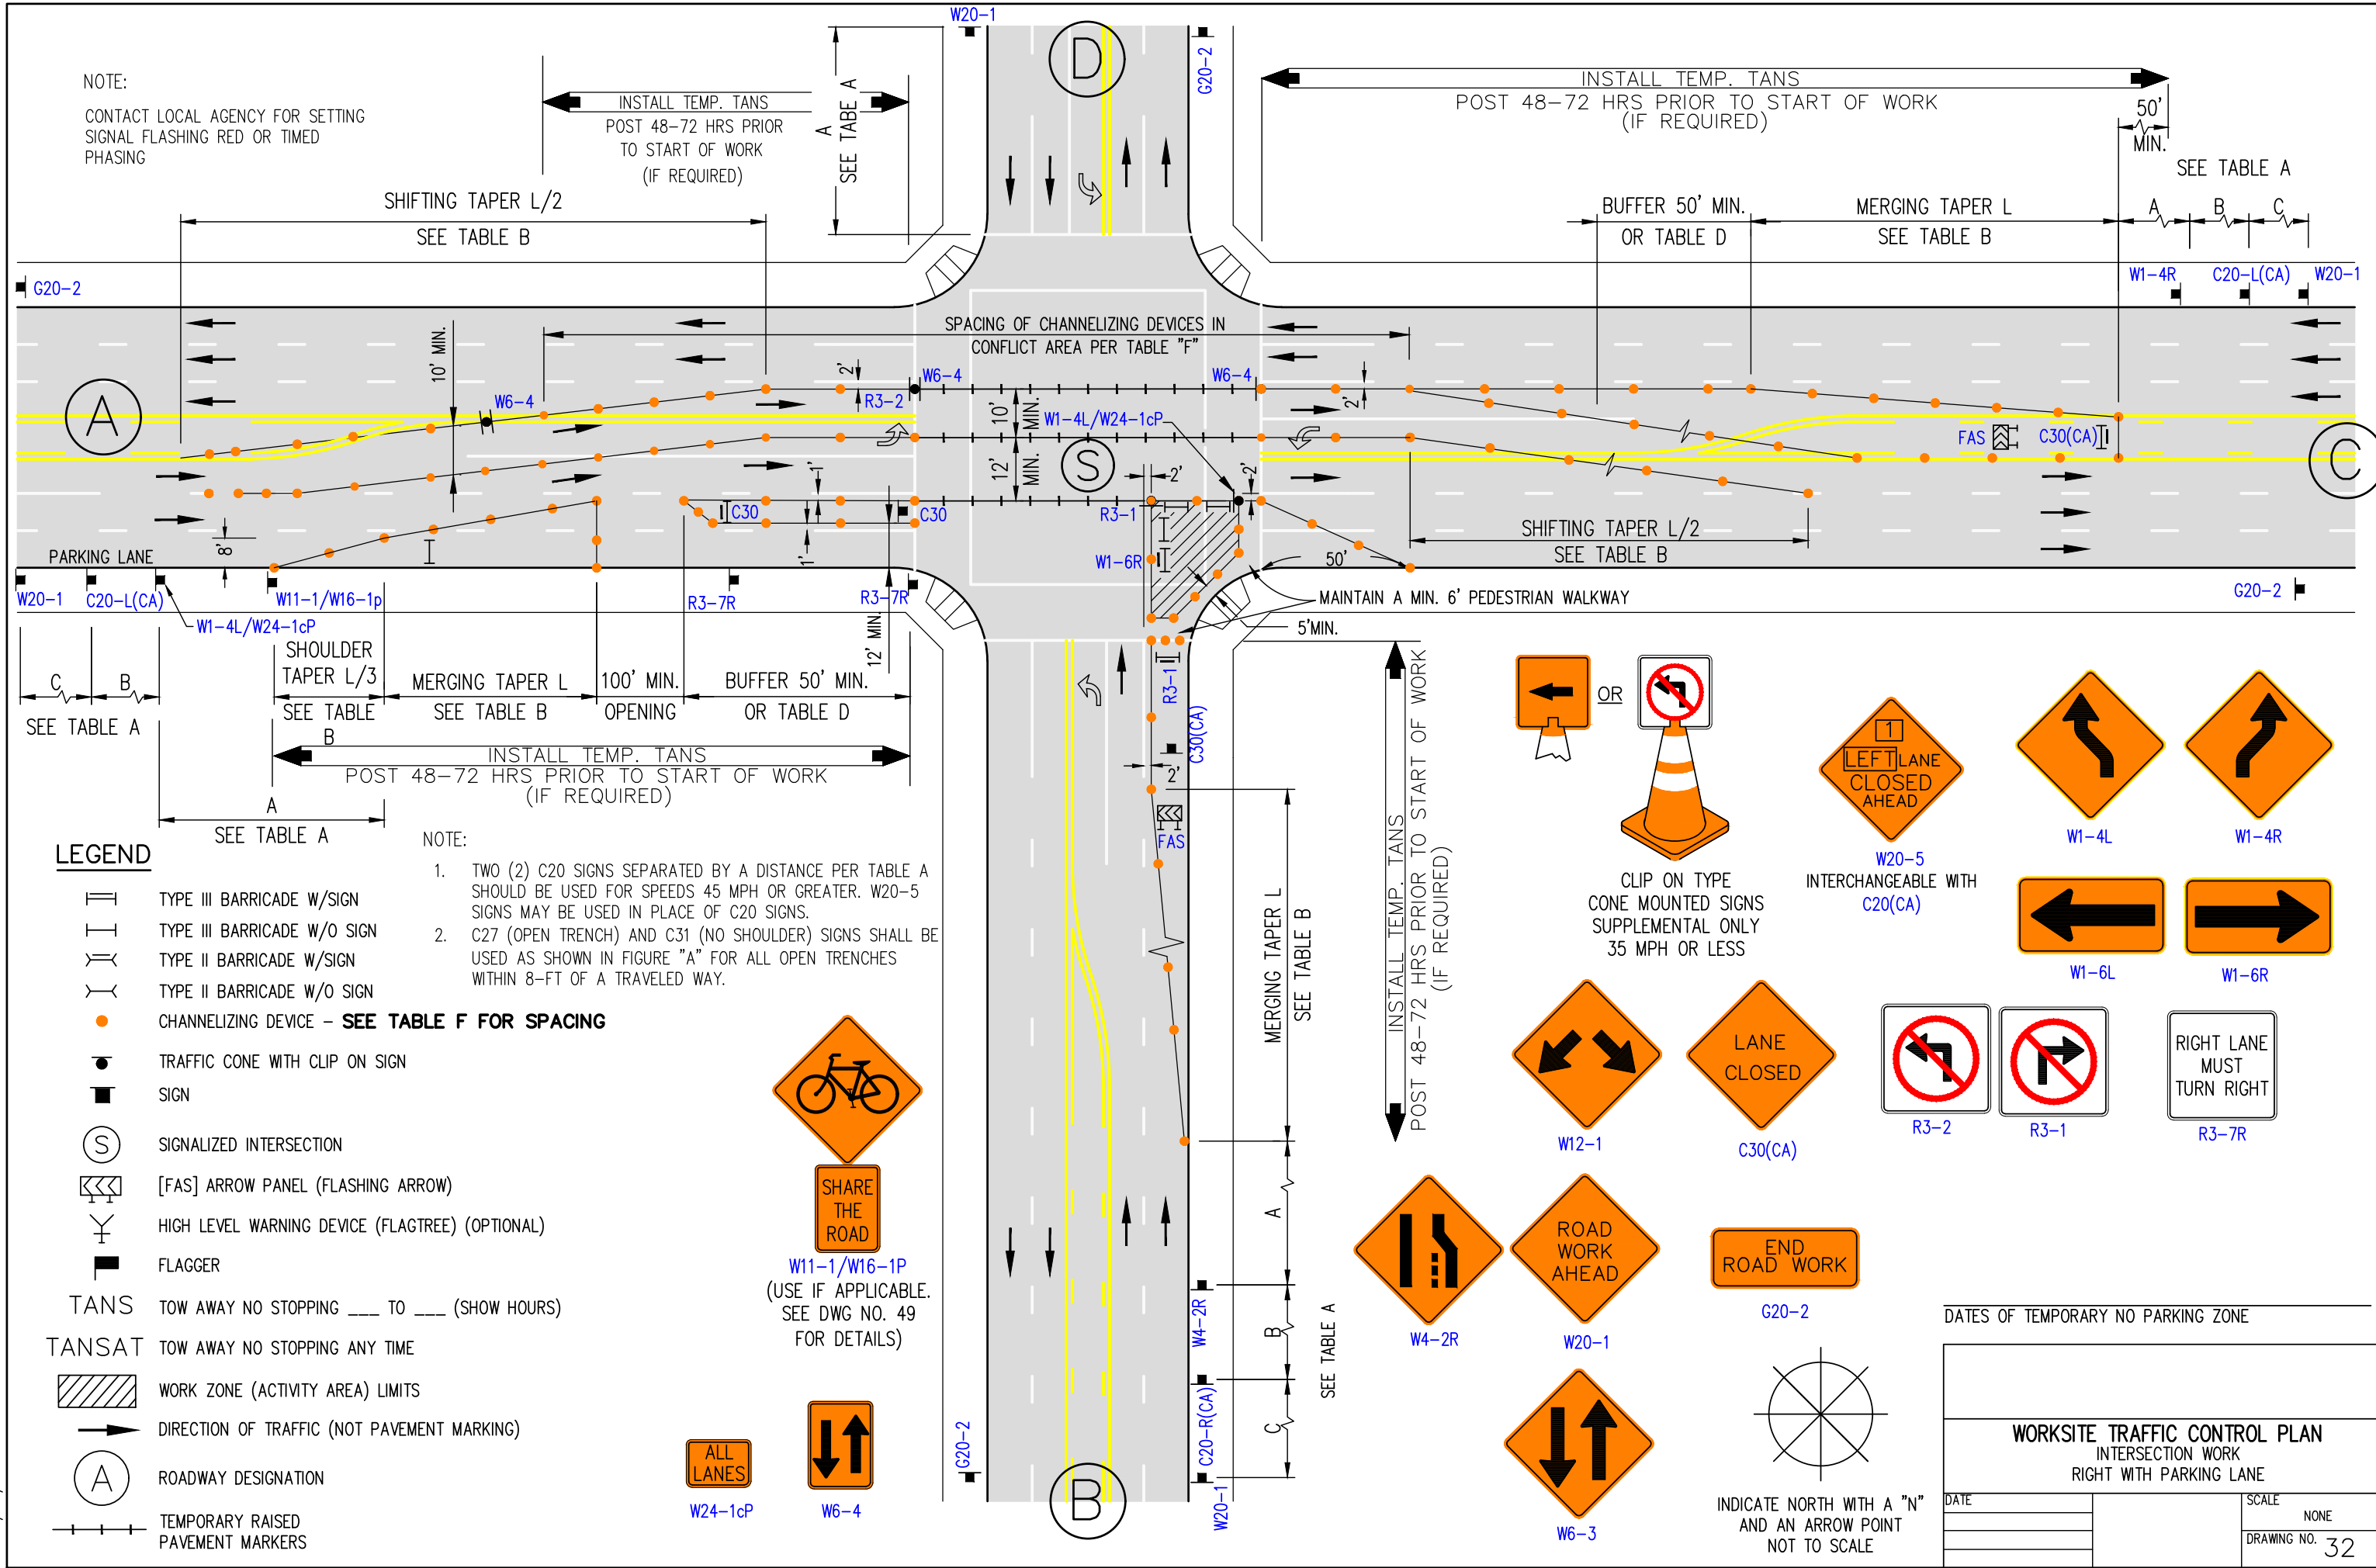 W20-1
D
G20-2
NOTE:
CONTACT LOCAL AGENCY FOR SETTING
SIGNAL FLASHING RED OR TIMED
PHASING
INSTALL TEMP. TANS
POST 48-72 HRS PRIOR
TO START OF WORK
(IF REQUIRED)
A
SEE TABLE A
INSTALL TEMP. TANS
POST 48-72 HRS PRIOR TO START OF WORK
(IF REQUIRED)
50'
MIN.
SEE TABLE A
SHIFTING TAPER L/2
SEE TABLE B
BUFFER 50' MIN.
OR TABLE D
MERGING TAPER L
SEE TABLE B
A
B
C
G20-2
W1-4R
C20-L(CA)
W20-1
10' MIN.
SPACING OF CHANNELIZING DEVICES IN
CONFLICT AREA PER TABLE "F"
2'
W6-4
W6-4
A
W6-4
R3-2
10'
MIN.
W1-4L/W24-1cP
2'
S
FAS
C30(CA)
C
12'
MIN.
1'
2'
2'
C30
C30
R3-1
SHIFTING TAPER L/2
SEE TABLE B
PARKING LANE
8'
1'
W1-6R
50'
W20-1
C20-L(CA)
W11-1/W16-1p
R3-7R
R3-7R
MAINTAIN A MIN. 6' PEDESTRIAN WALKWAY
G20-2
W1-4L/W24-1cP
12' MIN.
5'MIN.
SHOULDER
TAPER L/3
SEE TABLE
B
C
B
SEE TABLE A
MERGING TAPER L
SEE TABLE B
100' MIN.
OPENING
BUFFER 50' MIN.
OR TABLE D
R3-1
C30(CA)
INSTALL TEMP. TANS
POST 48-72 HRS PRIOR TO START OF WORK
(IF REQUIRED)
2'
A
SEE TABLE A
FAS
MERGING TAPER L
SEE TABLE B
INSTALL TEMP. TANS
POST 48-72 HRS PRIOR TO START OF WORK
(IF REQUIRED)
OR
CLIP ON TYPE
CONE MOUNTED SIGNS
SUPPLEMENTAL ONLY
35 MPH OR LESS
1
LEFT LANE
CLOSED
AHEAD
W20-5
INTERCHANGEABLE WITH
C20(CA)
W1-4L
W1-4R
W1-6L
W1-6R
LEGEND
TYPE III BARRICADE W/SIGN
TYPE III BARRICADE W/O SIGN
TYPE II BARRICADE W/SIGN
TYPE II BARRICADE W/O SIGN
CHANNELIZING DEVICE - SEE TABLE F FOR SPACING
TRAFFIC CONE WITH CLIP ON SIGN
SIGN
S
SIGNALIZED INTERSECTION
[FAS] ARROW PANEL (FLASHING ARROW)
HIGH LEVEL WARNING DEVICE (FLAGTREE) (OPTIONAL)
FLAGGER
TANS
TOW AWAY NO STOPPING ___ TO ___ (SHOW HOURS)
TANSAT
TOW AWAY NO STOPPING ANY TIME
WORK ZONE (ACTIVITY AREA) LIMITS
DIRECTION OF TRAFFIC (NOT PAVEMENT MARKING)
A
ROADWAY DESIGNATION
TEMPORARY RAISED
PAVEMENT MARKERS
NOTE:
1. TWO (2) C20 SIGNS SEPARATED BY A DISTANCE PER TABLE A
SHOULD BE USED FOR SPEEDS 45 MPH OR GREATER. W20-5
SIGNS MAY BE USED IN PLACE OF C20 SIGNS.
2. C27 (OPEN TRENCH) AND C31 (NO SHOULDER) SIGNS SHALL BE
USED AS SHOWN IN FIGURE "A" FOR ALL OPEN TRENCHES
WITHIN 8-FT OF A TRAVELED WAY.
SHARE
THE
ROAD
W11-1/W16-1P
(USE IF APPLICABLE.
SEE DWG NO. 49
FOR DETAILS)
ALL
LANES
W24-1cP
W6-4
G20-2
B
A
B
C
SEE TABLE A
W4-2R
C20-R(CA)
W20-1
W12-1
LANE
CLOSED
C30(CA)
R3-2
R3-1
RIGHT LANE
MUST
TURN RIGHT
R3-7R
W4-2R
ROAD
WORK
AHEAD
W20-1
END
ROAD WORK
G20-2
W6-3
INDICATE NORTH WITH A "N"
AND AN ARROW POINT
NOT TO SCALE
DATES OF TEMPORARY NO PARKING ZONE
WORKSITE TRAFFIC CONTROL PLAN
INTERSECTION WORK
RIGHT WITH PARKING LANE
DATE
SCALE
NONE
DRAWING NO. 32